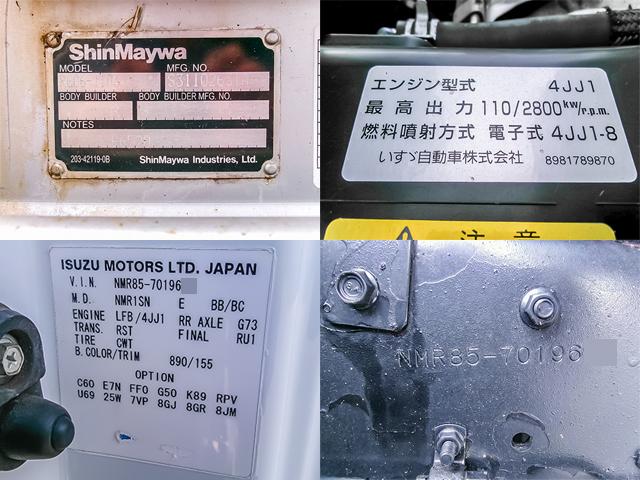 ShinMaywa
MODEL MFG. NO.
BODY BUILDER BODY BUILDER MFG. NO.
NOTES
203-42119-0B ShinMaywa Industries, Ltd.
エンジン型式 4JJ1
最高出力 110/2800kW/r.p.m.
燃料噴射方式 電子式 4JJ1-8
いすゞ自動車株式会社 8981789870
注意
ISUZU MOTORS LTD. JAPAN
V.I.N. NMR85-70196
M.D. NMR1SN E BB/BC
ENGINE LFB/4JJ1 RR AXLE G73
TRANS. RST FINAL RU1
TIRE CWT
B.COLOR/TRIM 890/155
OPTION
C60 E7N FF0 G50 K89 RPV
U69 25W 7VP 8GJ 8GR 8JM
NMR85-70196